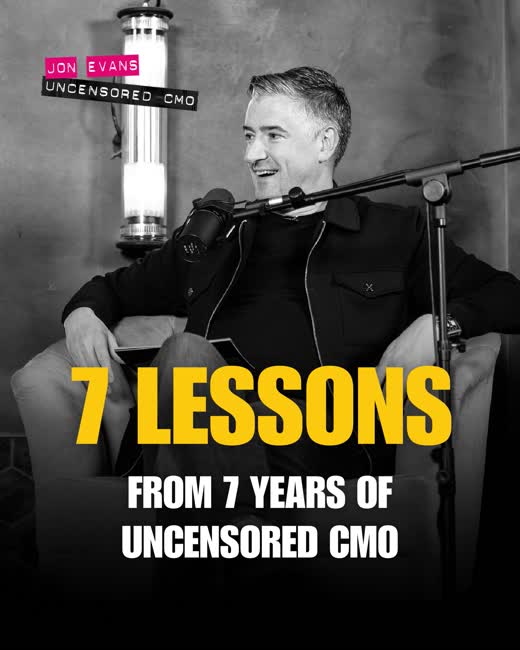 JON EVANS
UNCENSORED CMO
7 LESSONS
FROM 7 YEARS OF
UNCENSORED CMO